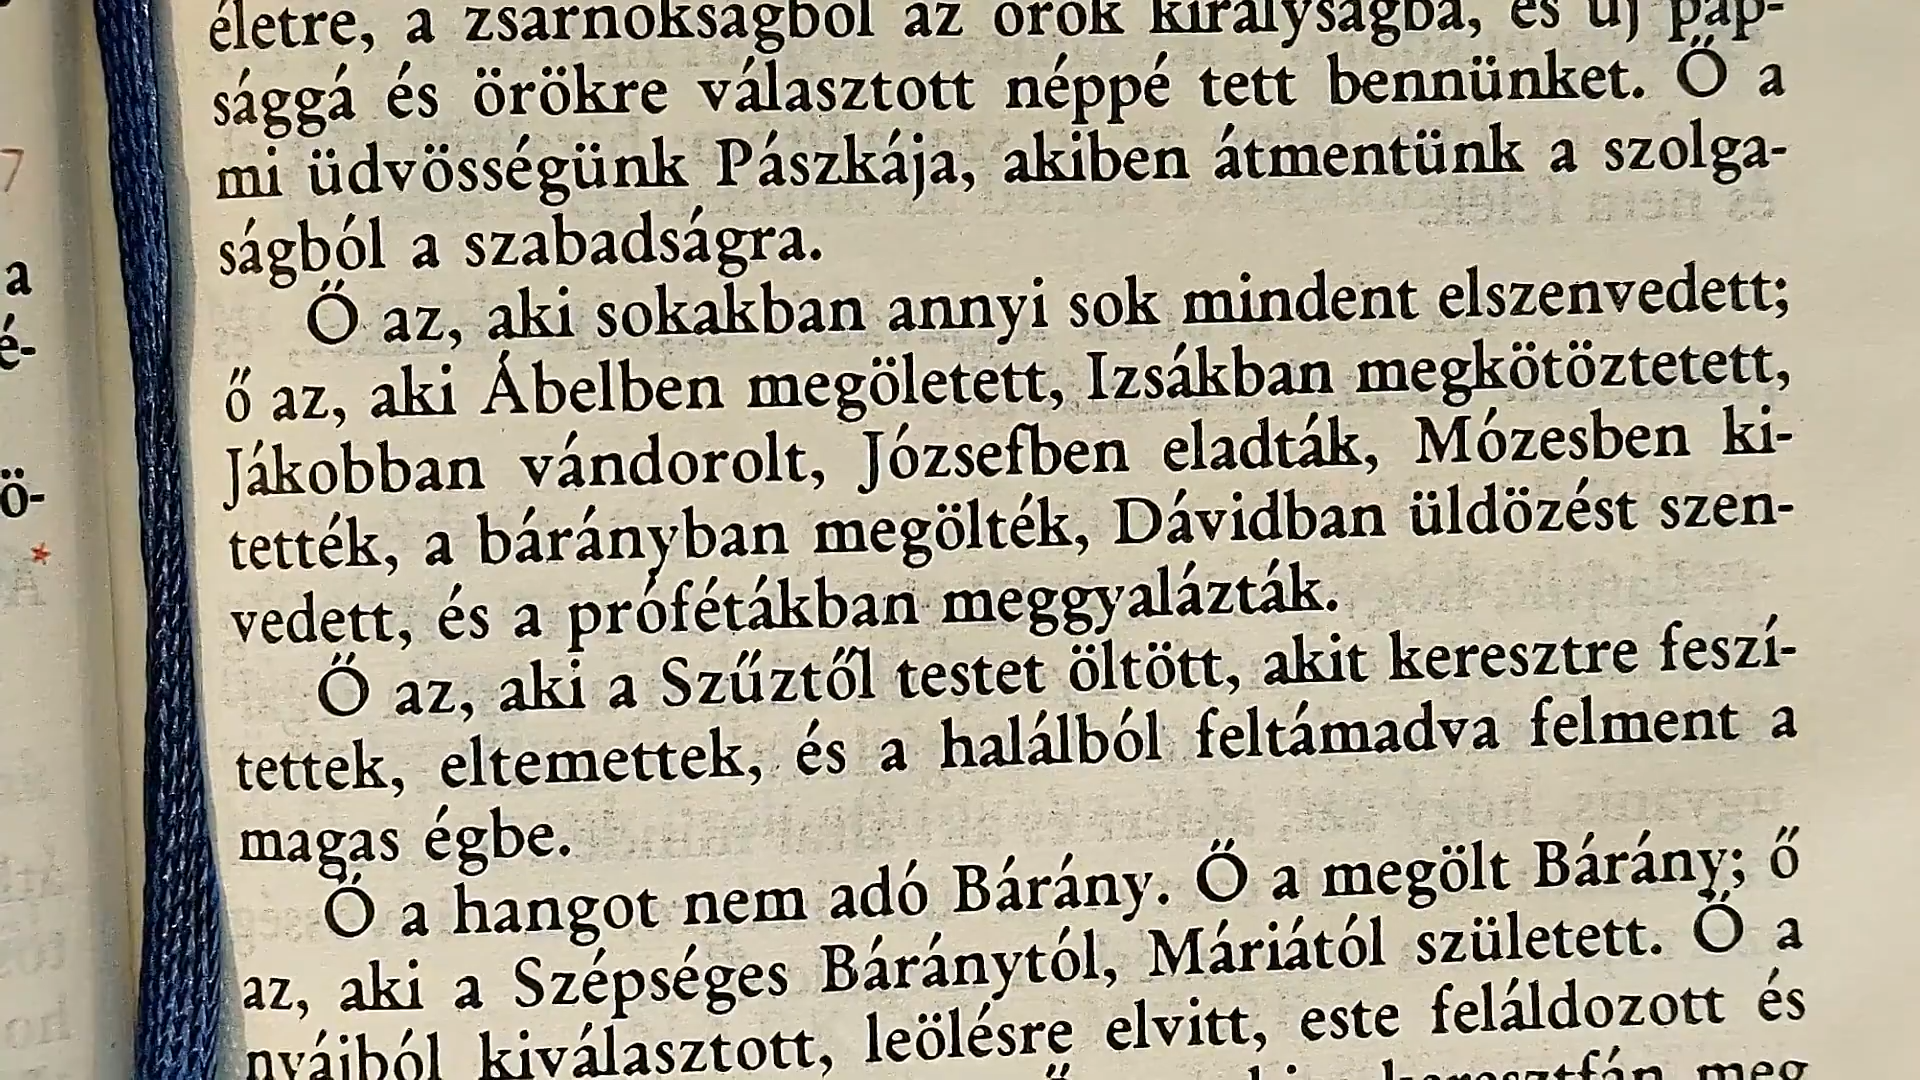 életre, a zsarnokságból az örök királyságba, és új pap-
sággá és örökre választott néppé tett bennünket. Ő a
mi üdvösségünk Pászkája, akiben átmentünk a szolga-
ságból a szabadságra.
Ő az, aki sokakban annyi sok mindent elszenvedett;
ő az, aki Ábelben megöletett, Izsákban megkötöztetett,
Jákobban vándorolt, Józsefben eladták, Mózesben ki-
tették, a bárányban megölték, Dávidban üldözést szen-
vedett, és a prófétákban meggyalázták.
Ő az, aki a Szűztől testet öltött, akit keresztre feszí-
tettek, eltemettek, és a halálból feltámadva felment a
magas égbe.
Ő a hangot nem adó Bárány. Ő a megölt Bárány; ő
az, aki a Szépséges Báránytól, Máriától született. Ő a
nyájból kiválasztott, leölésre elvitt, este feláldozott és